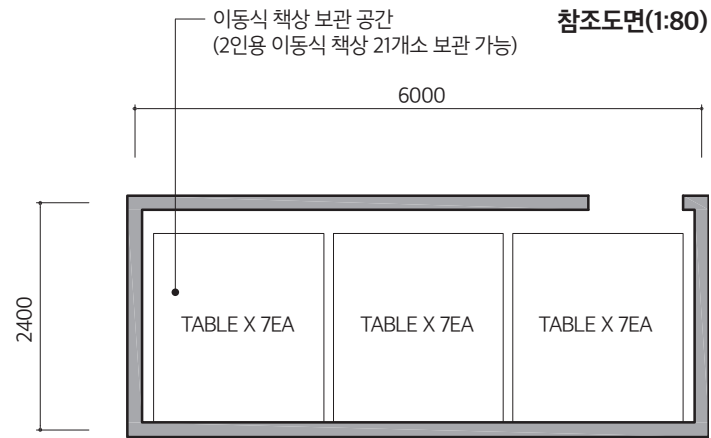 이동식 책상 보관 공간
(2인용 이동식 책상 21개소 보관 가능)
참조도면(1:80)
6000
2400
TABLE X 7EA
TABLE X 7EA
TABLE X 7EA